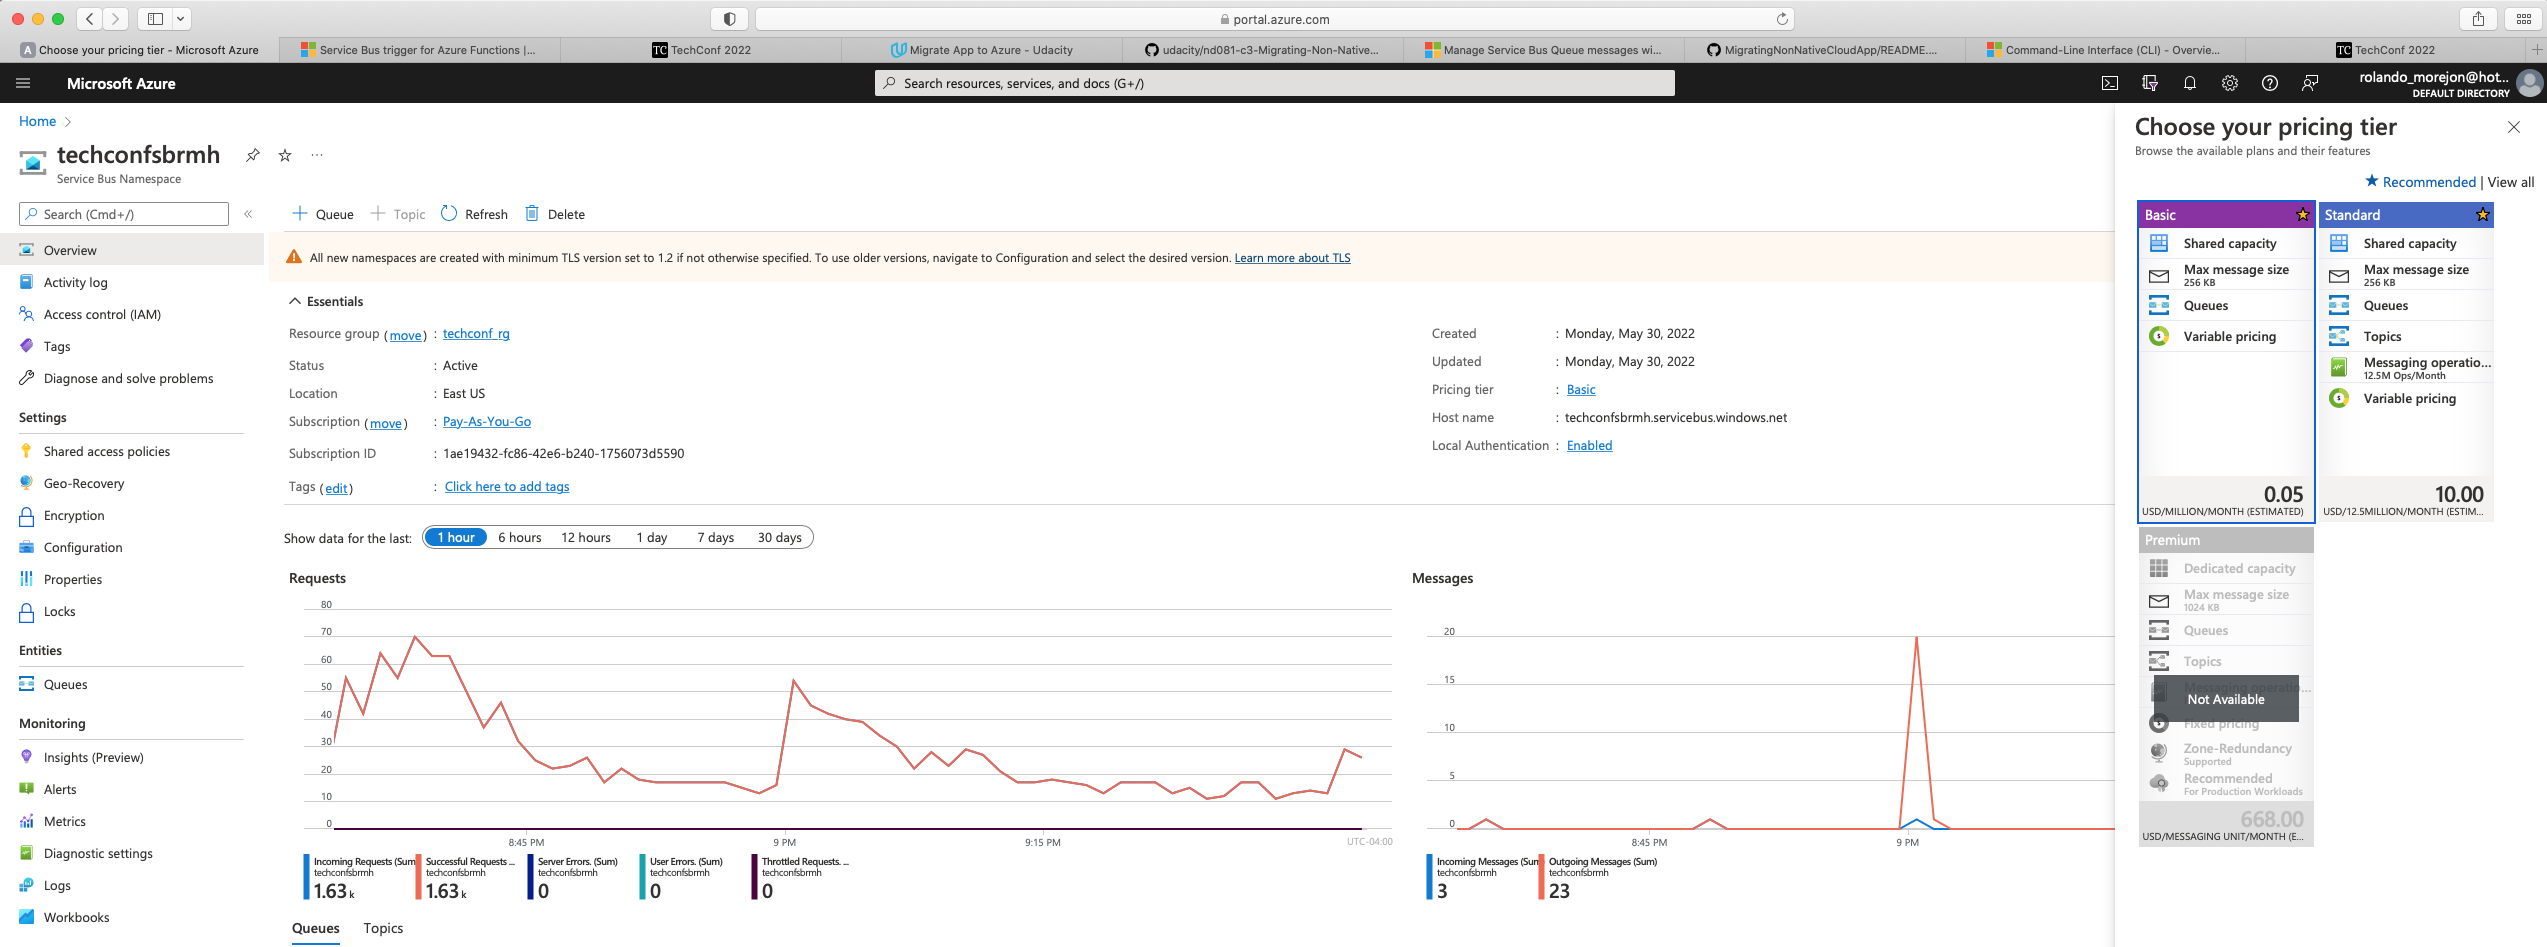 portal.azure.com
Choose your pricing tier - Microsoft Azure
Service Bus trigger for Azure Functions |...
TechConf 2022
Migrate App to Azure - Udacity
udacity/nd081-c3-Migrating-Non-Native...
Manage Service Bus Queue messages wi...
MigratingNonNativeCloudApp/README....
Command-Line Interface (CLI) - Overvie...
TechConf 2022
Microsoft Azure
Search resources, services, and docs (G+/)
rolando_morejon@hot...
DEFAULT DIRECTORY
Home
techconfsbrmh
Service Bus Namespace
Search (Cmd+/)
Overview
Activity log
Access control (IAM)
Tags
Diagnose and solve problems
Settings
Shared access policies
Geo-Recovery
Encryption
Configuration
Properties
Locks
Entities
Queues
Monitoring
Insights (Preview)
Alerts
Metrics
Diagnostic settings
Logs
Workbooks
Queue
Topic
Refresh
Delete
All new namespaces are created with minimum TLS version set to 1.2 if not otherwise specified. To use older versions, navigate to Configuration and select the desired version. Learn more about TLS
Essentials
Resource group (move) : techconf_rg
Status : Active
Location : East US
Subscription (move) : Pay-As-You-Go
Subscription ID : 1ae19432-fc86-42e6-b240-1756073d5590
Tags (edit) : Click here to add tags
Created : Monday, May 30, 2022
Updated : Monday, May 30, 2022
Pricing tier : Basic
Host name : techconfsbrmh.servicebus.windows.net
Local Authentication : Enabled
Show data for the last: 1 hour 6 hours 12 hours 1 day 7 days 30 days
Requests
80
70
60
50
40
30
20
10
0
8:45 PM 9 PM 9:15 PM UTC-04:00
Incoming Requests (Sum
techconfsbrmh
1.63 k
Successful Requests ...
techconfsbrmh
1.63 k
Server Errors. (Sum)
techconfsbrmh
0
User Errors. (Sum)
techconfsbrmh
0
Throttled Requests. ...
techconfsbrmh
0
Messages
20
15
10
5
0
8:45 PM 9 PM
Incoming Messages (Sum
techconfsbrmh
3
Outgoing Messages (Sum)
techconfsbrmh
23
Queues Topics
Choose your pricing tier
Browse the available plans and their features
Recommended | View all
Basic
Shared capacity
Max message size
256 KB
Queues
Variable pricing
0.05
USD/MILLION/MONTH (ESTIMATED)
Standard
Shared capacity
Max message size
256 KB
Queues
Topics
Messaging operatio...
12.5M Ops/Month
Variable pricing
10.00
USD/12.5MILLION/MONTH (ESTIM...
Premium
Dedicated capacity
Max message size
1024 KB
Queues
Topics
Messaging operatio...
Not Available
Fixed pricing
Zone-Redundancy
Supported
Recommended
For Production Workloads
668.00
USD/MESSAGING UNIT/MONTH (E...